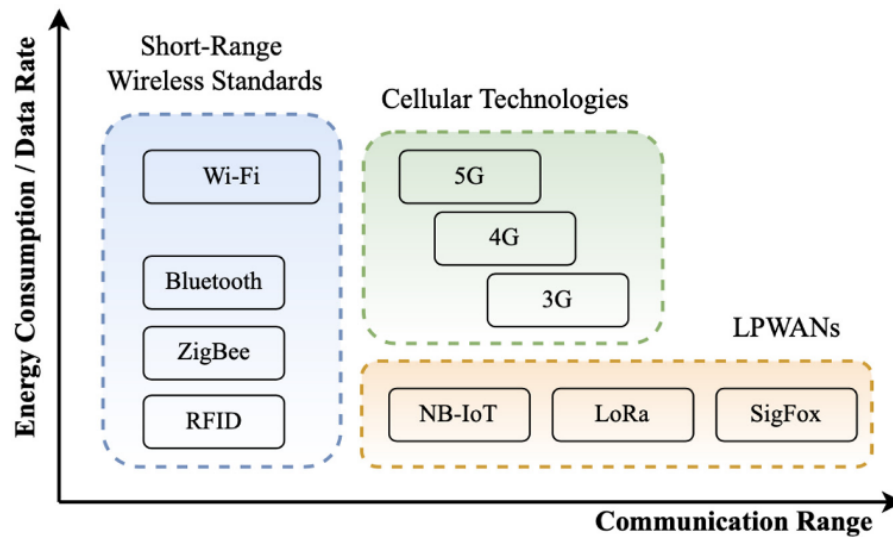 Energy Consumption / Data Rate
Short-Range
Wireless Standards
Wi-Fi
Bluetooth
ZigBee
RFID
Cellular Technologies
5G
4G
3G
LPWANs
NB-IoT
LoRa
SigFox
Communication Range